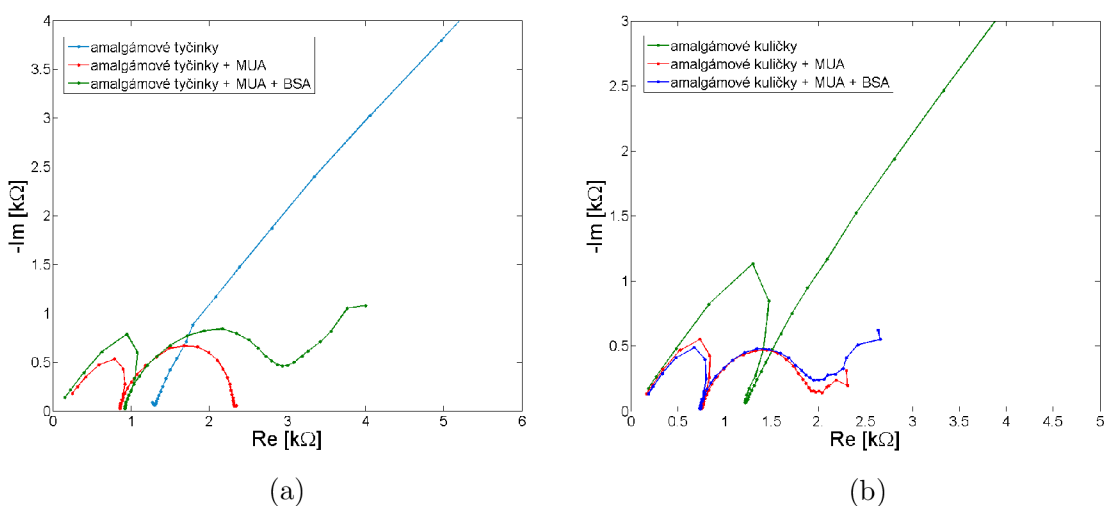 4
3.5
3
2.5
2
1.5
1
0.5
0
-Im [kΩ]
amalgámové tyčinky
amalgámové tyčinky + MUA
amalgámové tyčinky + MUA + BSA
0 1 2 3 4 5 6
Re [kΩ]
(a)
3
2.5
2
1.5
1
0.5
0
-Im [kΩ]
amalgámové kuličky
amalgámové kuličky + MUA
amalgámové kuličky + MUA + BSA
0 0.5 1 1.5 2 2.5 3 3.5 4 4.5 5
Re [kΩ]
(b)